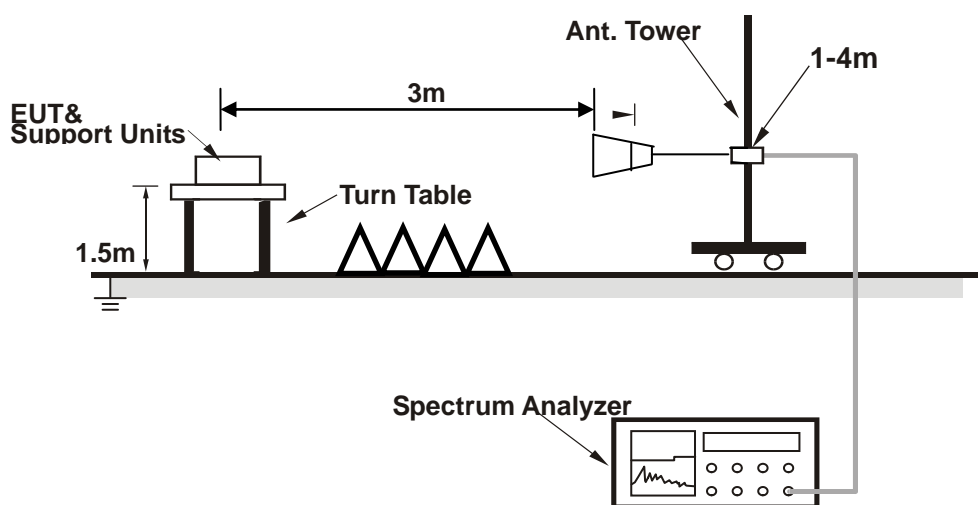 Ant. Tower
1-4m
3m
EUT&
Support Units
Turn Table
1.5m
Spectrum Analyzer